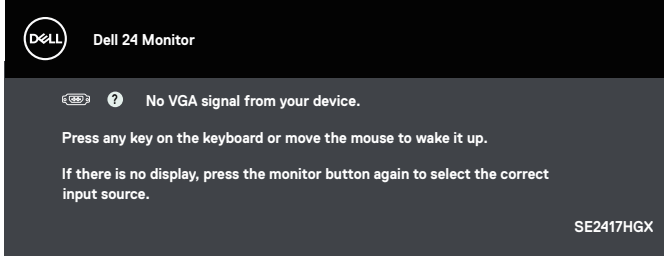 DELL
Dell 24 Monitor
? No VGA signal from your device.
Press any key on the keyboard or move the mouse to wake it up.
If there is no display, press the monitor button again to select the correct
input source.
SE2417HGX